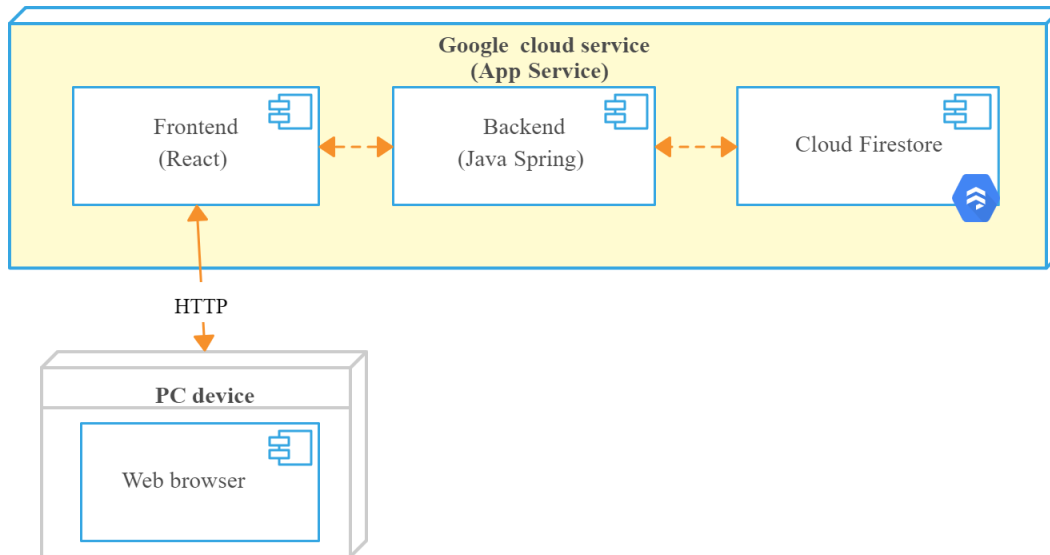 Google cloud service
(App Service)
Frontend
(React)
Backend
(Java Spring)
Cloud Firestore
HTTP
PC device
Web browser